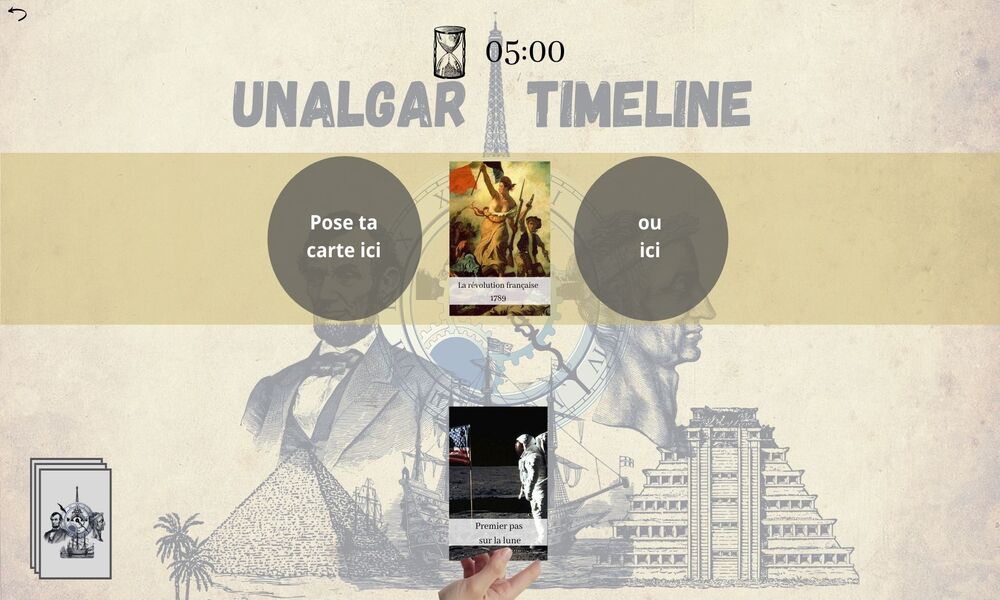 05:00
UNALGAR TIMELINE
Pose ta
carte ici
La révolution française
1789
ou
ici
Premier pas
sur la lune